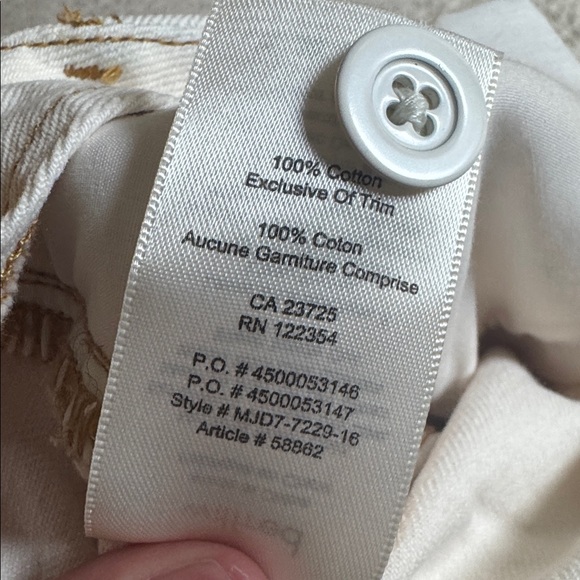 100% Cotton
Exclusive Of Trim
100% Coton
Aucune Garniture Comprise
CA 23725
RN 122354
P.O. # 4500053146
P.O. # 4500053147
Style # MJD7-7229-16
Article # 58862